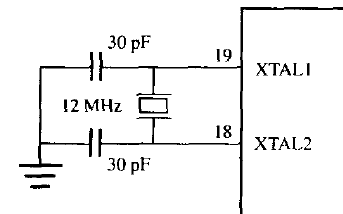 30 pF
19
XTAL1
12 MHz
18
XTAL2
30 pF